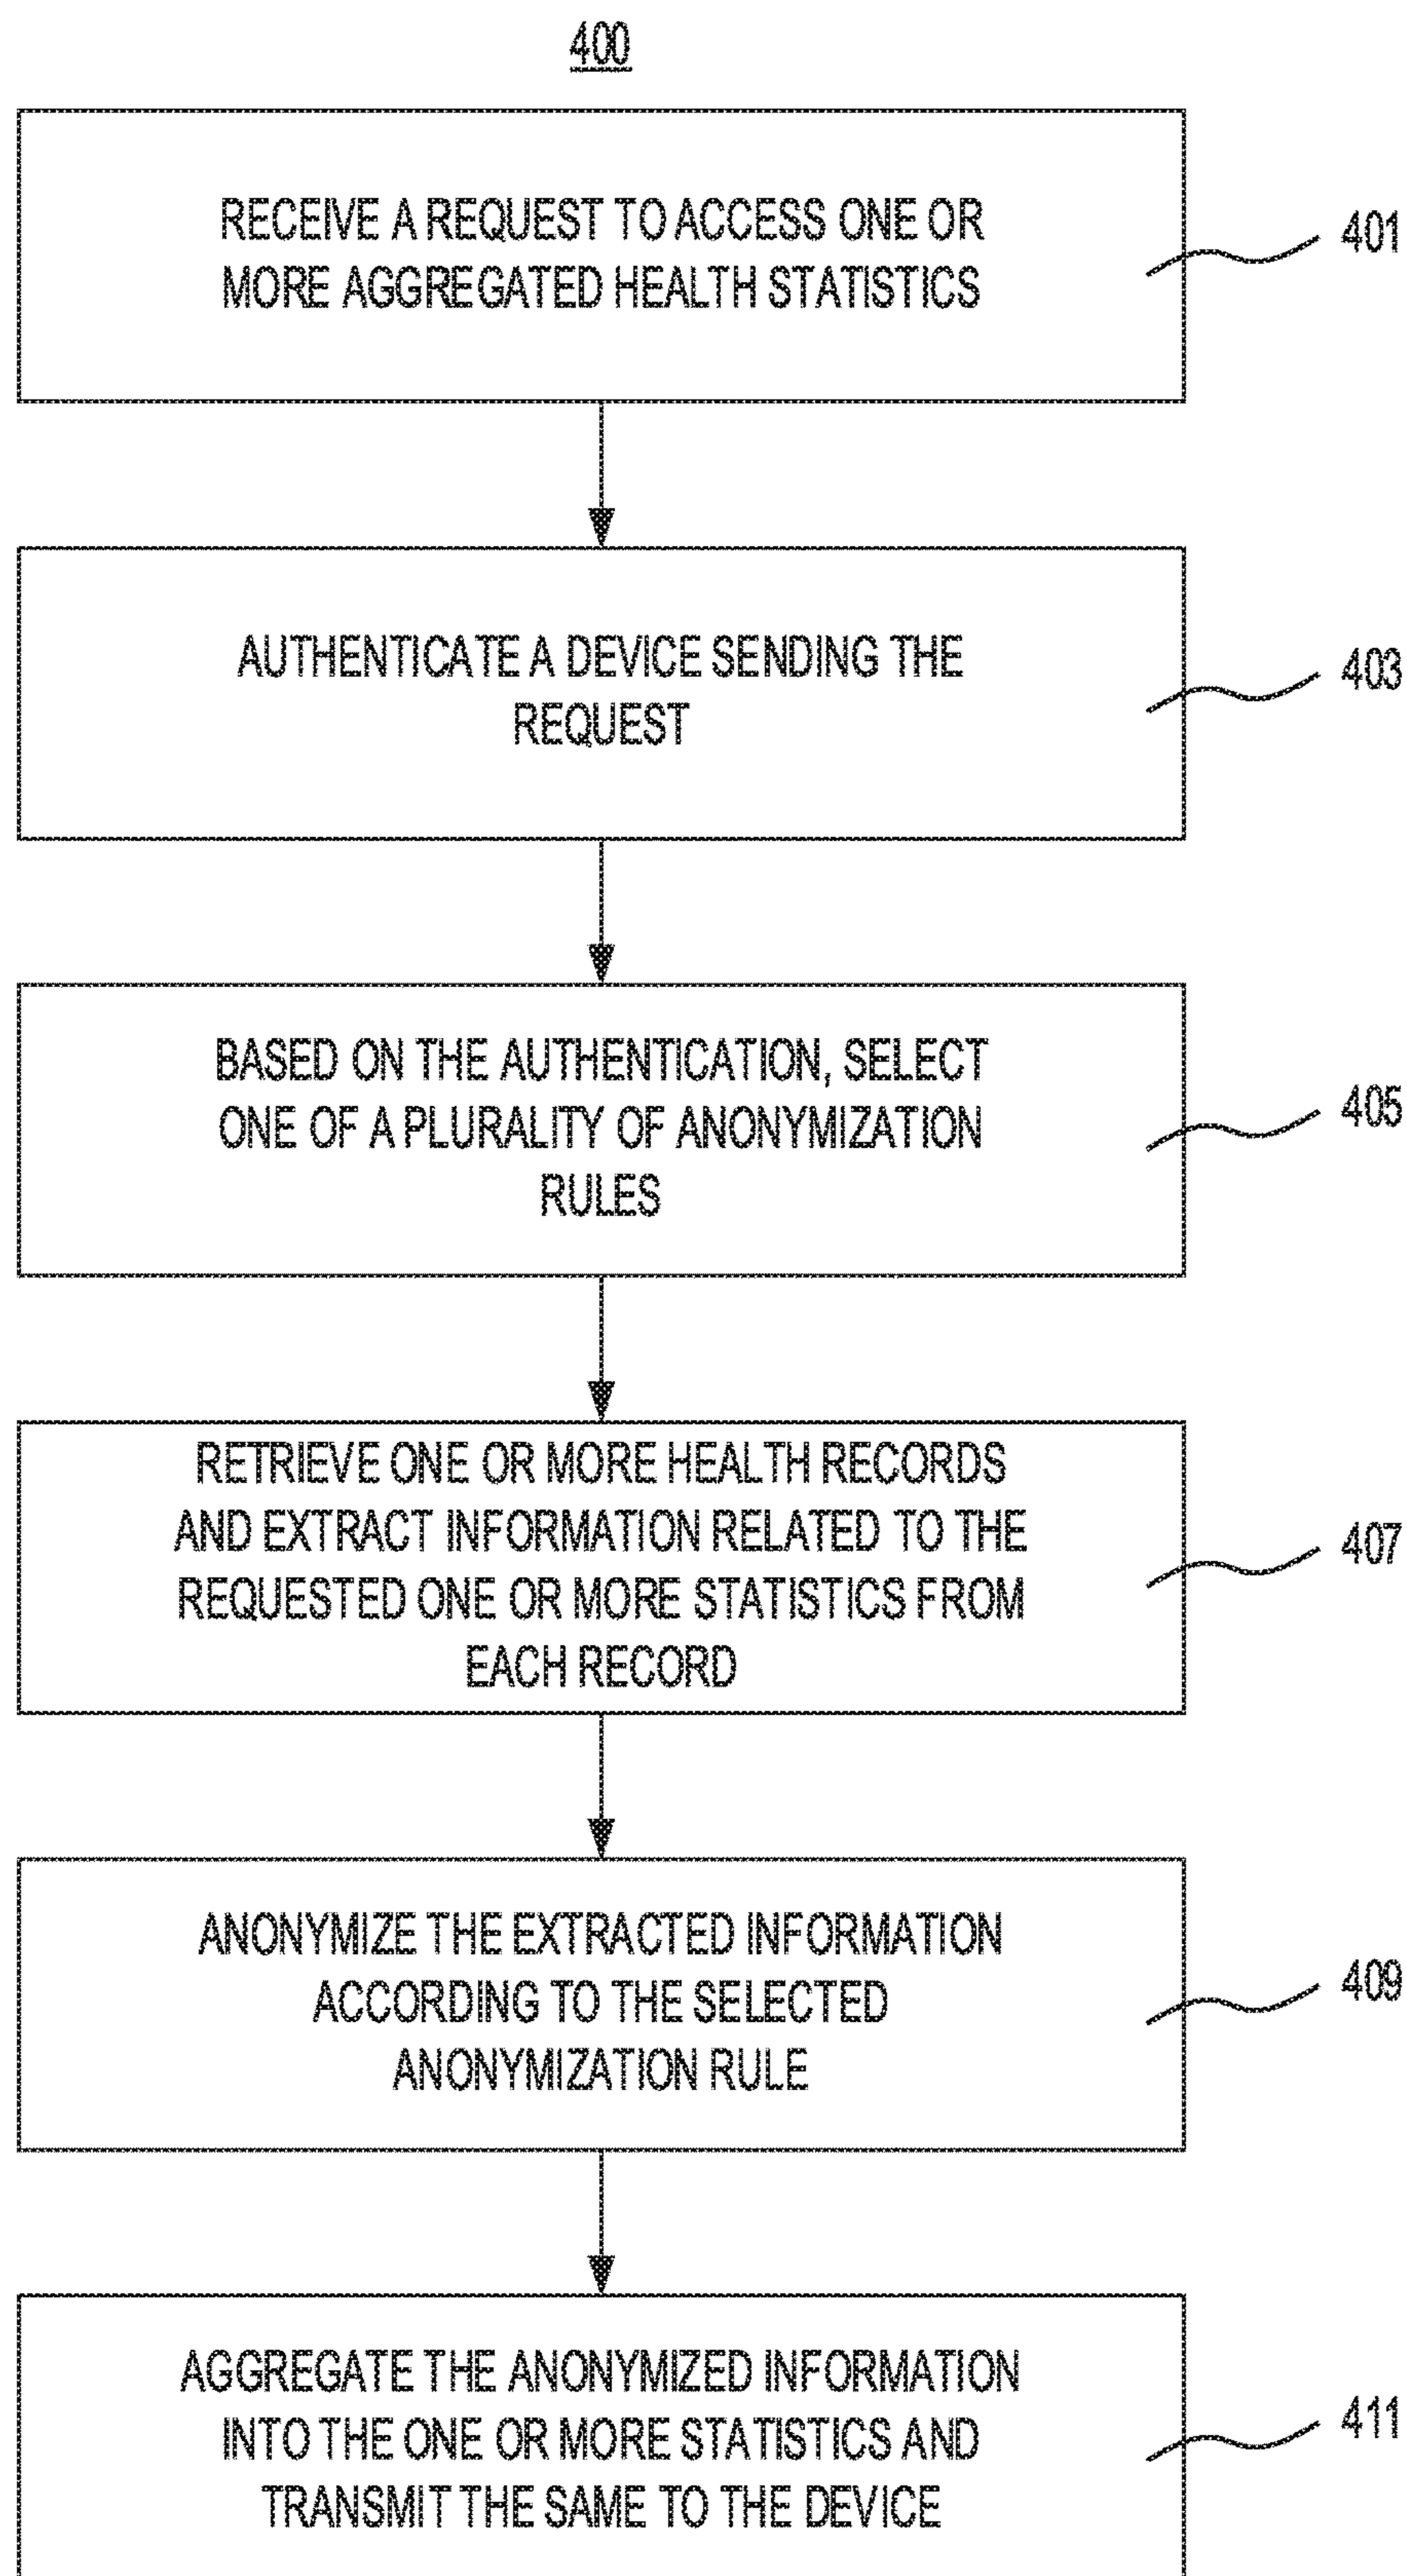 400
RECEIVE A REQUEST TO ACCESS ONE OR
MORE AGGREGATED HEALTH STATISTICS
401
AUTHENTICATE A DEVICE SENDING THE
REQUEST
403
BASED ON THE AUTHENTICATION, SELECT
ONE OF A PLURALITY OF ANONYMIZATION
RULES
405
RETRIEVE ONE OR MORE HEALTH RECORDS
AND EXTRACT INFORMATION RELATED TO THE
REQUESTED ONE OR MORE STATISTICS FROM
EACH RECORD
407
ANONYMIZE THE EXTRACTED INFORMATION
ACCORDING TO THE SELECTED
ANONYMIZATION RULE
409
AGGREGATE THE ANONYMIZED INFORMATION
INTO THE ONE OR MORE STATISTICS AND
TRANSMIT THE SAME TO THE DEVICE
411